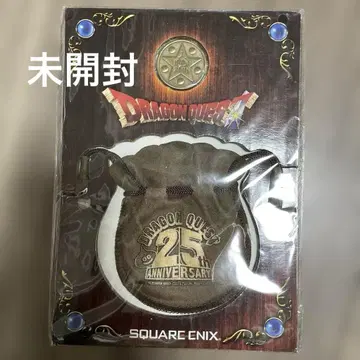 未開封
DRAGON QUEST
DRAGON QUEST
25th
ANNIVERSARY
SQUARE ENIX